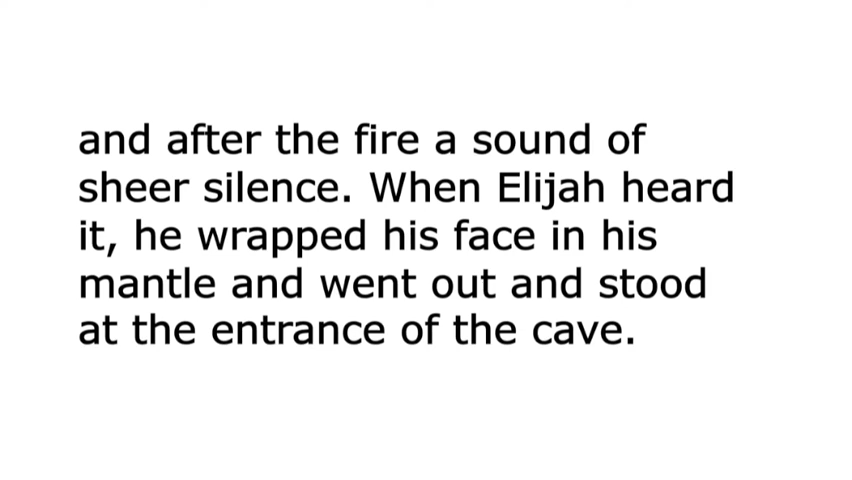 and after the fire a sound of
sheer silence. When Elijah heard
it, he wrapped his face in his
mantle and went out and stood
at the entrance of the cave.